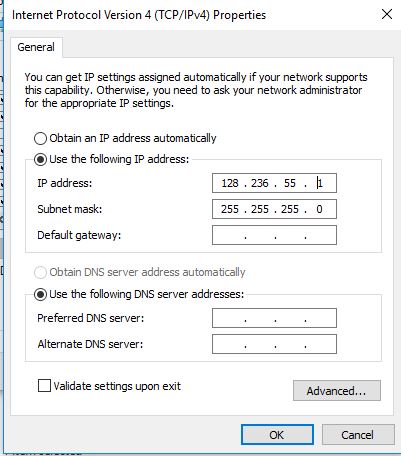 Internet Protocol Version 4 (TCP/IPv4) Properties
General
You can get IP settings assigned automatically if your network supports
this capability. Otherwise, you need to ask your network administrator
for the appropriate IP settings.
Obtain an IP address automatically
Use the following IP address:
IP address: 128 . 236 . 55 . 1
Subnet mask: 255 . 255 . 255 . 0
Default gateway: . . .
Obtain DNS server address automatically
Use the following DNS server addresses:
Preferred DNS server: . . .
Alternate DNS server: . . .
Validate settings upon exit
Advanced...
OK Cancel